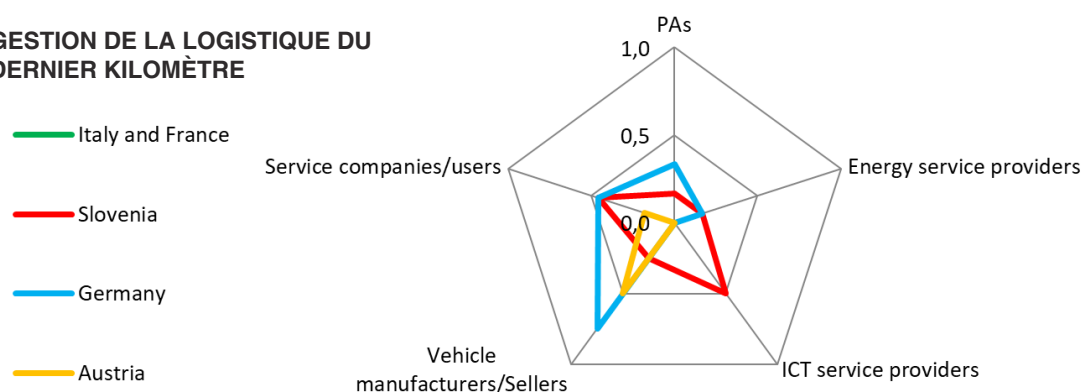 GESTION DE LA LOGISTIQUE DU
DERNIER KILOMÈTRE
Italy and France
Slovenia
Germany
Austria
PAs
1,0
0,5
0,0
Service companies/users
Energy service providers
Vehicle
manufacturers/Sellers
ICT service providers